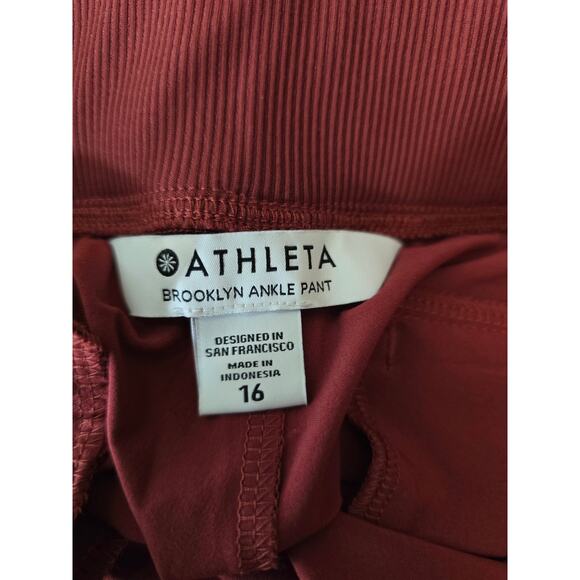 ATHLETA
BROOKLYN ANKLE PANT
DESIGNED IN
SAN FRANCISCO
MADE IN
INDONESIA
16